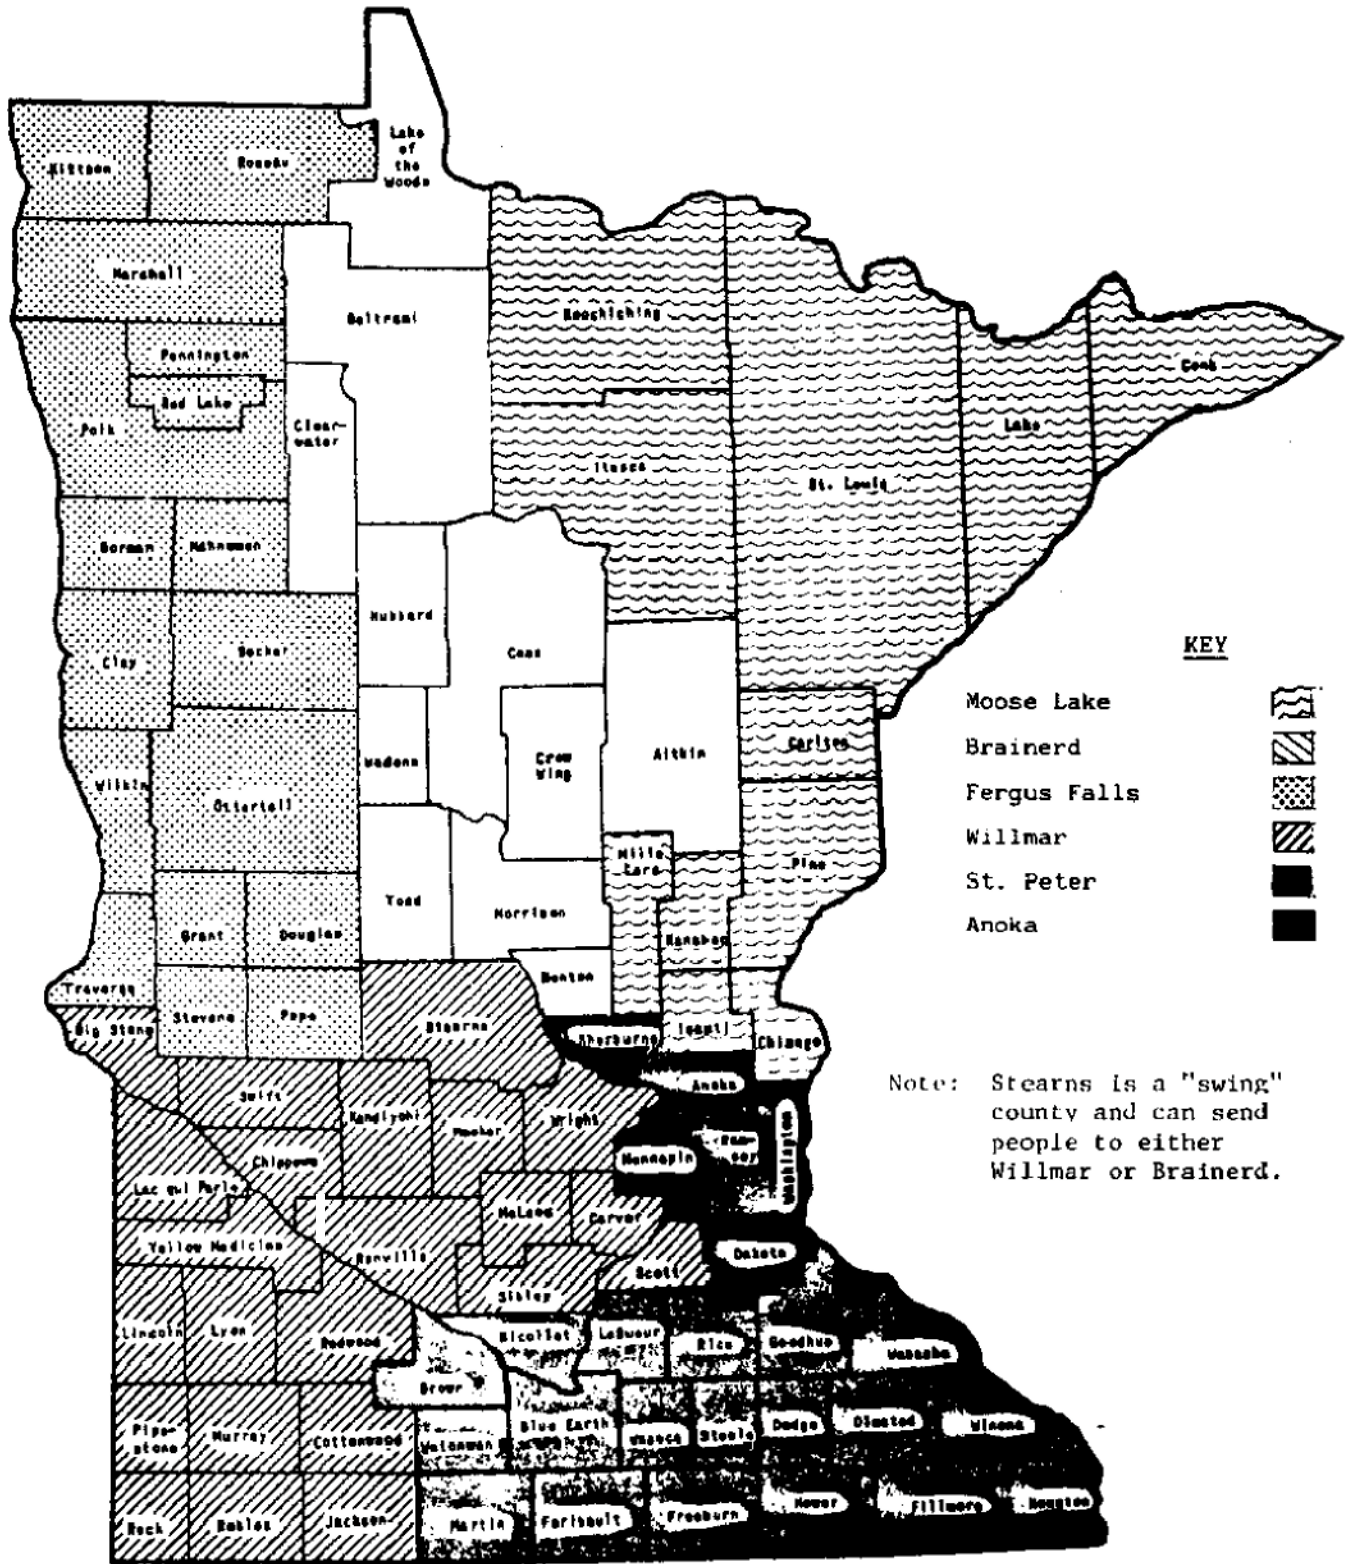 Lake
of
the
Woods
Kittson
Roseau
Marshall
Beltrami
Koochiching
Pennington
Red Lake
Cook
Polk
Clear-
water
Lake
Itasca
St. Louis
Norman
Mahnomen
Hubbard
Clay
Becker
Cass
KEY
Moose Lake
Brainerd
Fergus Falls
Willmar
St. Peter
Anoka
Wilkin
Ottertail
Wadena
Crow
Wing
Aitkin
Carlton
Mille
Lacs
Pine
Grant
Douglas
Todd
Morrison
Kanabec
Traverse
Benton
Big Stone
Stevens
Pope
Stearns
Sherburne
Isanti
Chisago
Anoka
Note: Stearns is a "swing"
county and can send
people to either
Willmar or Brainerd.
Swift
Kandiyohi
Meeker
Wright
Hennepin
Ram-
sey
Washington
Chippewa
Lac qui Parle
McLeod
Carver
Yellow Medicine
Renville
Scott
Dakota
Sibley
Lincoln
Lyon
Redwood
Nicollet
LeSueur
Rice
Goodhue
Wabasha
Brown
Pipe-
stone
Murray
Cottonwood
Watonwan
Blue Earth
Waseca
Steele
Dodge
Olmsted
Winona
Rock
Nobles
Jackson
Martin
Faribault
Freeborn
Mower
Fillmore
Houston